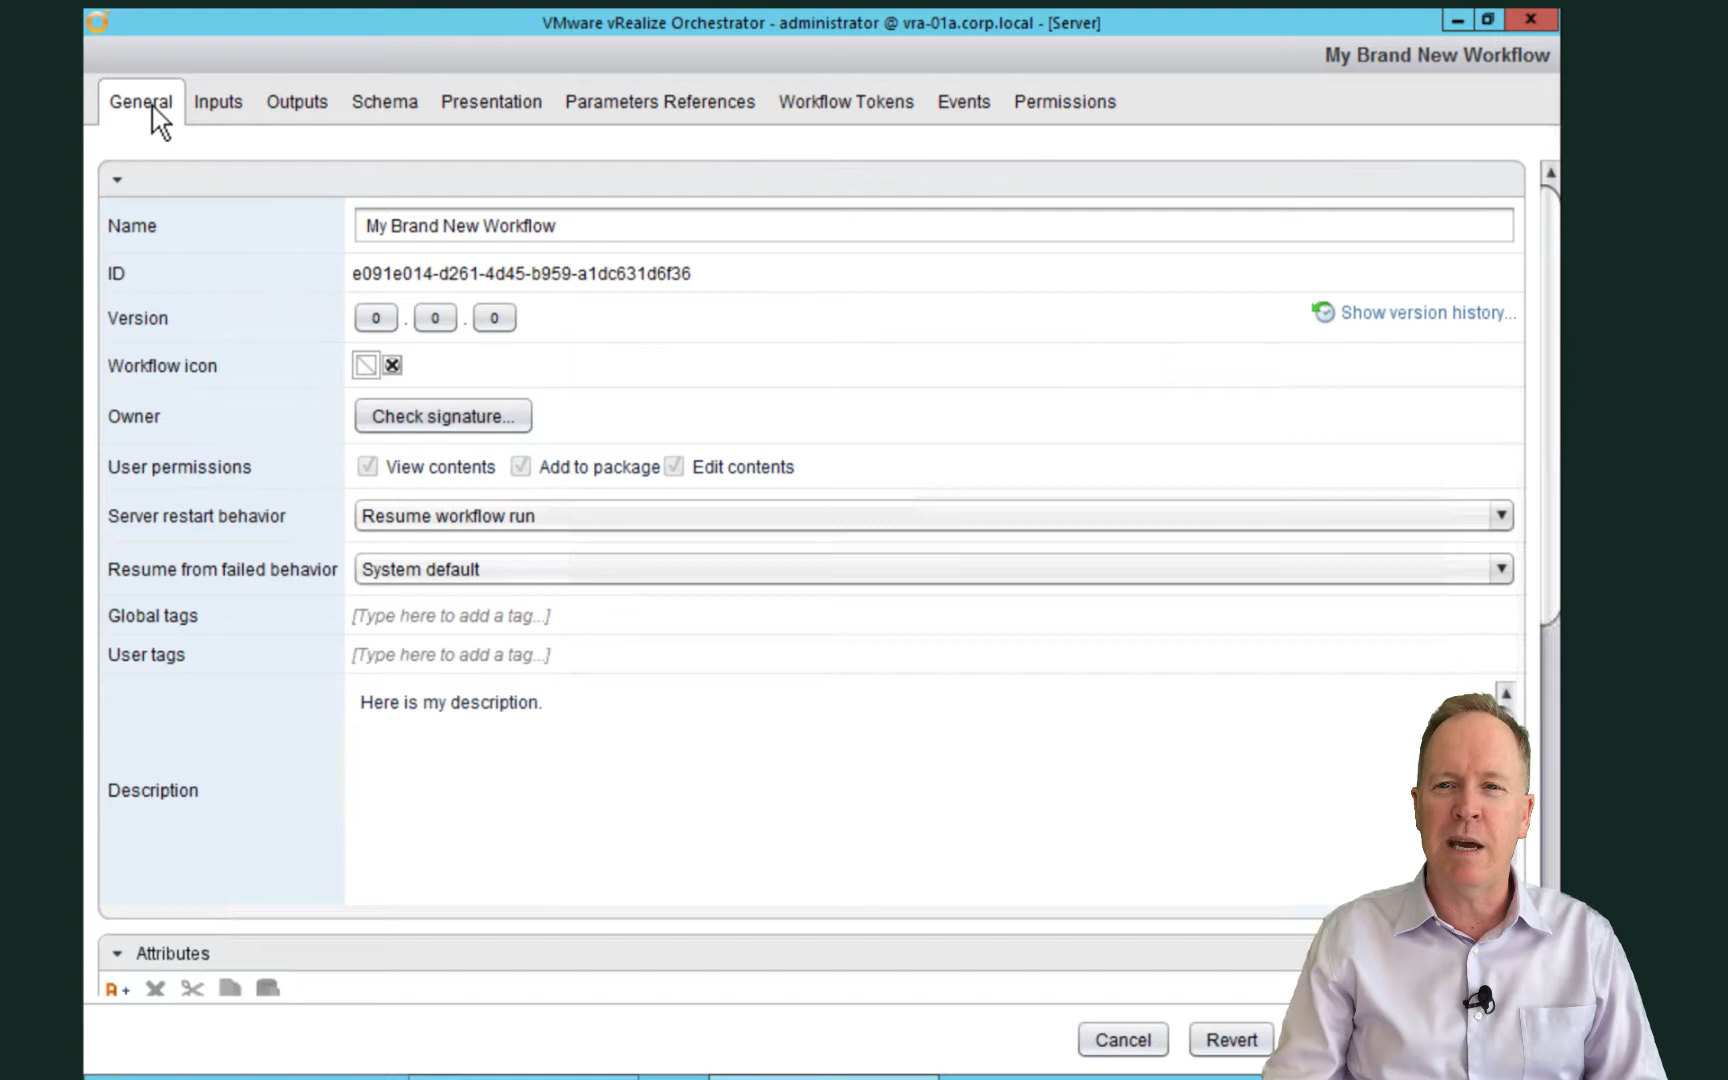 VMware vRealize Orchestrator - administrator @ vra-01a.corp.local - [Server]
My Brand New Workflow
General Inputs Outputs Schema Presentation Parameters References Workflow Tokens Events Permissions
Name My Brand New Workflow
ID e091e014-d261-4d45-b959-a1dc631d6f36
Version 0 . 0 . 0 Show version history...
Workflow icon
Owner Check signature...
User permissions View contents Add to package Edit contents
Server restart behavior Resume workflow run
Resume from failed behavior System default
Global tags [Type here to add a tag...]
User tags [Type here to add a tag...]
Here is my description.
Description
Attributes
A +
Cancel Revert